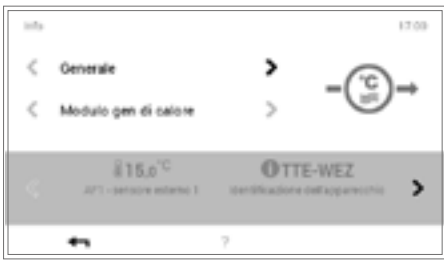 Info 17:03
Generale
°C
Modulo gen di calore
15,0°C TTE-WEZ
AF1 - sensore esterno 1 Identificazione dell'apparecchio
?